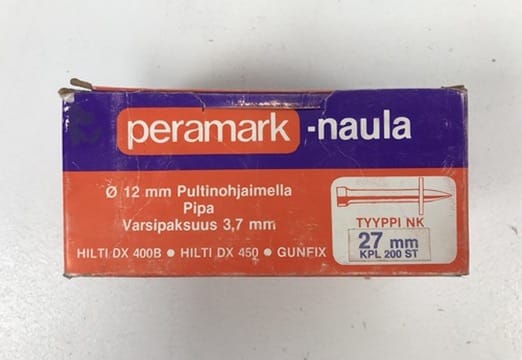 peramark -naula
Ø 12 mm Pultinohjaimella
Pipa
Varsipaksuus 3,7 mm
HILTI DX 400B ● HILTI DX 450 ● GUNFIX
TYYPPI NK
27 mm
KPL 200 ST